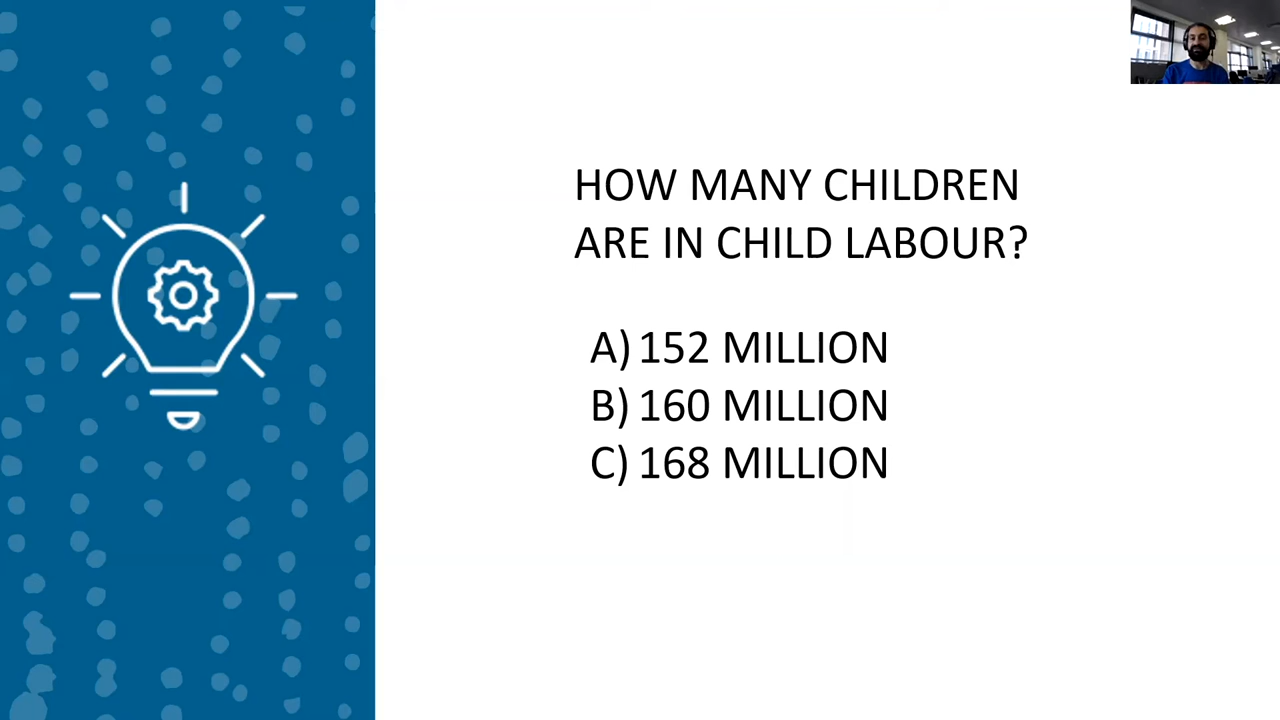 HOW MANY CHILDREN
ARE IN CHILD LABOUR?
A) 152 MILLION
B) 160 MILLION
C) 168 MILLION